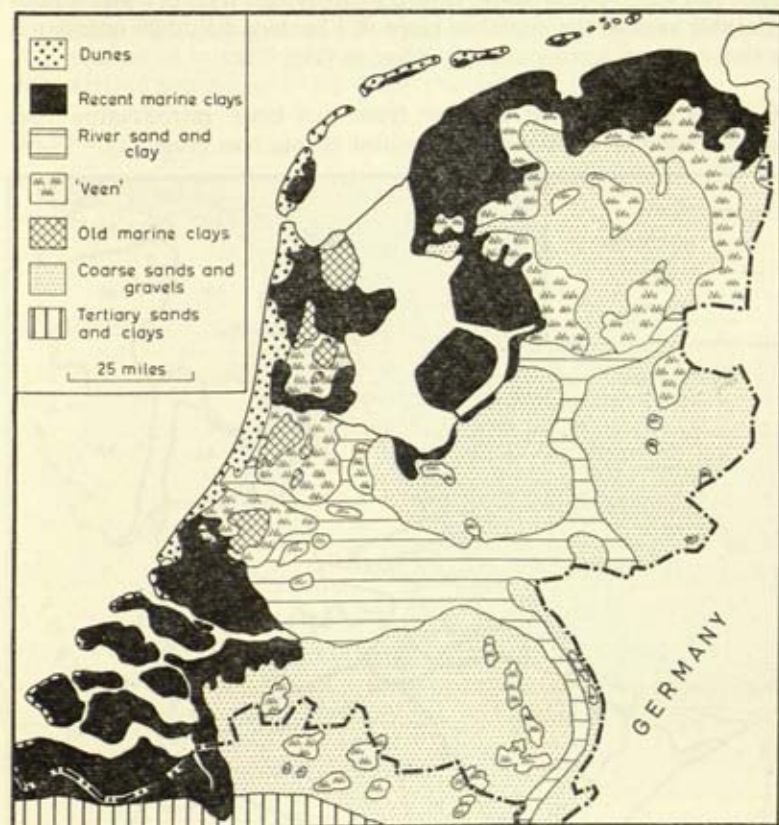 Dunes
Recent marine clays
River sand and
clay
'Veen'
Old marine clays
Coarse sands and
gravels
Tertiary sands
and clays
25 miles
GERMANY